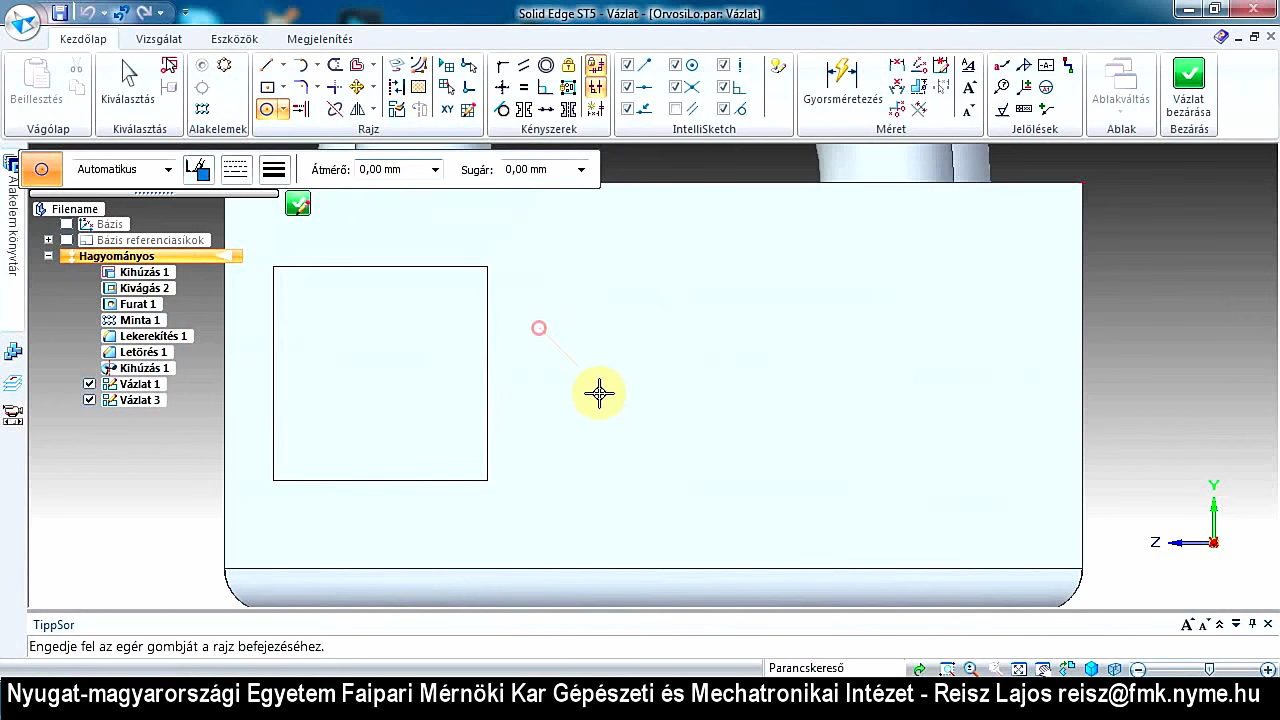 Solid Edge ST5 - Vázlat - [OrvosiLo.par: Vázlat]
Kezdőlap
Vizsgálat
Eszközök
Megjelenítés
Beillesztés
Kiválasztás
Gyorsméretezés
Ablakváltás
Vázlat bezárása
Vágólap
Kiválasztás
Alakelemek
Rajz
Kényszerek
IntelliSketch
Méret
Jelölések
Ablak
Bezárás
Automatikus
Átmérő:
0,00 mm
Sugár:
0,00 mm
Alakelem könyvtár
Filename
Bázis
Bázis referenciasíkok
Hagyományos
Kihúzás 1
Kivágás 2
Furat 1
Minta 1
Lekerekítés 1
Letörés 1
Kihúzás 1
Vázlat 1
Vázlat 3
Y
Z
TippSor
Engedje fel az egér gombját a rajz befejezéséhez.
Parancskereső
Nyugat-magyarországi Egyetem Faipari Mérnöki Kar Gépészeti és Mechatronikai Intézet - Reisz Lajos reisz@fmk.nyme.hu